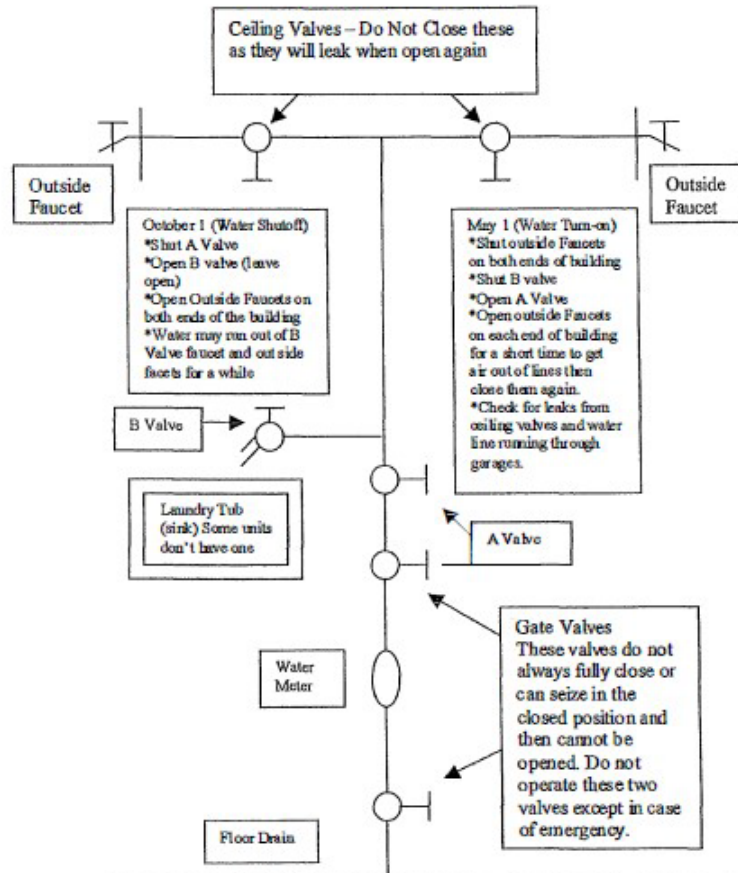 Ceiling Valves – Do Not Close these
as they will leak when open again
Outside
Faucet
Outside
Faucet
October 1 (Water Shutoff)
*Shut A Valve
*Open B valve (leave
open)
*Open Outside Faucets on
both ends of the building
*Water may run out of B
Valve faucet and outside
facets for a while
May 1 (Water Turn-on)
*Shut outside Faucets
on both ends of building
*Shut B valve
*Open A Valve
*Open outside Faucets
on each end of building
for a short time to get
air out of lines then
close them again.
*Check for leaks from
ceiling valves and water
line running through
garages.
B Valve
Laundry Tub
(sink) Some units
don't have one
A Valve
Gate Valves
These valves do not
always fully close or
can seize in the
closed position and
then cannot be
opened. Do not
operate these two
valves except in case
of emergency.
Water
Meter
Floor Drain